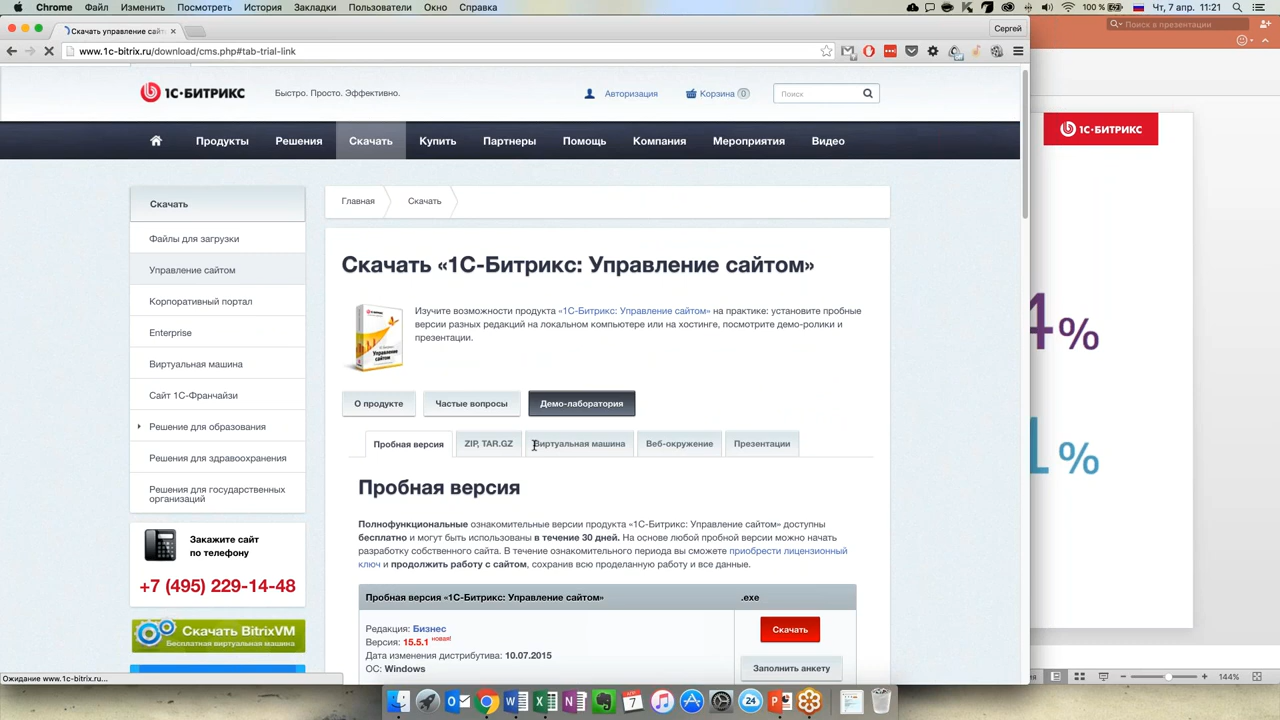 Chrome Файл Изменить Посмотреть История Закладки Пользователи Окно Справка 100 % Чт, 7 апр. 11:21
Скачать управление сайто × Сергей
www.1c-bitrix.ru/download/cms.php#tab-trial-link
Поиск в презентации
1С·БИТРИКС Быстро. Просто. Эффективно. Авторизация Корзина 0 Поиск
Продукты Решения Скачать Купить Партнеры Помощь Компания Мероприятия Видео
Скачать
Файлы для загрузки
Управление сайтом
Корпоративный портал
Enterprise
Виртуальная машина
Сайт 1С-Франчайзи
Решение для образования
Решения для здравоохранения
Решения для государственных
организаций
Закажите сайт
по телефону
+7 (495) 229-14-48
Скачать BitrixVM
Бесплатная виртуальная машина
Главная Скачать
Скачать «1С-Битрикс: Управление сайтом»
Изучите возможности продукта «1С-Битрикс: Управление сайтом» на практике: установите пробные
версии разных редакций на локальном компьютере или на хостинге, посмотрите демо-ролики и
презентации.
О продукте Частые вопросы Демо-лаборатория
Пробная версия ZIP, TAR.GZ Виртуальная машина Веб-окружение Презентации
Пробная версия
Полнофункциональные ознакомительные версии продукта «1С-Битрикс: Управление сайтом» доступны
бесплатно и могут быть использованы в течение 30 дней. На основе любой пробной версии можно начать
разработку собственного сайта. В течение ознакомительного периода вы сможете приобрести лицензионный
ключ и продолжить работу с сайтом, сохранив всю проделанную работу и все данные.
Пробная версия «1С-Битрикс: Управление сайтом» .exe
Редакция: Бизнес
Версия: 15.5.1 новая!
Дата изменения дистрибутива: 10.07.2015
ОС: Windows
Скачать
Заполнить анкету
Ожидание www.1c-bitrix.ru...
1С·БИТРИКС
4%
1 %
144%
24
7